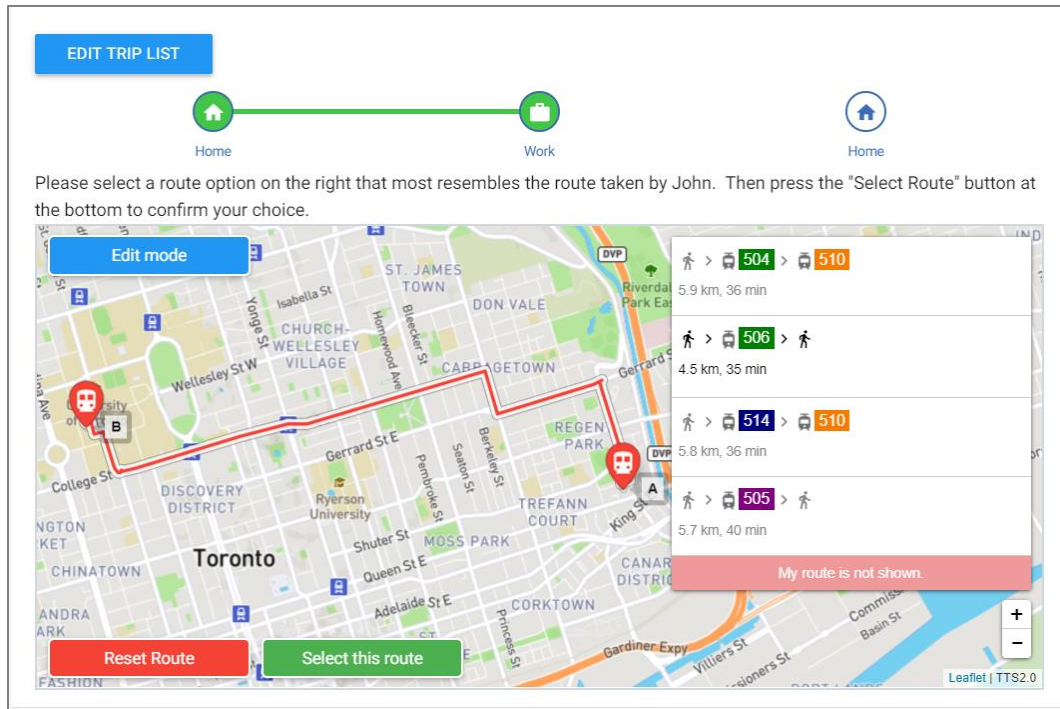 EDIT TRIP LIST
Home
Work
Home
Please select a route option on the right that most resembles the route taken by John. Then press the "Select Route" button at
the bottom to confirm your choice.
Edit mode
DVP
504
510
5.9 km, 36 min
506
4.5 km, 35 min
514
510
5.8 km, 36 min
505
5.7 km, 40 min
My route is not shown.
ST. JAMES
TOWN
DON VALE
Isabella St
Yonge St
Bleecker St
Homewood Ave
CHURCH-
WELLESLEY
VILLAGE
Wellesley St W
CABBAGETOWN
Gerrard St E
B
College St
REGEN
PARK
DVP
A
Berkeley St
Seaton St
Pembroke St
DISCOVERY
DISTRICT
Ryerson
University
TREFANN
COURT
Shuter St
MOSS PARK
Toronto
CHINATOWN
Queen St E
Adelaide St E
CORKTOWN
Princess St
Gardiner Expy
Villiers St
Basin St
Reset Route
Select this route
FASHION
+
−
Leaflet | TTS2.0